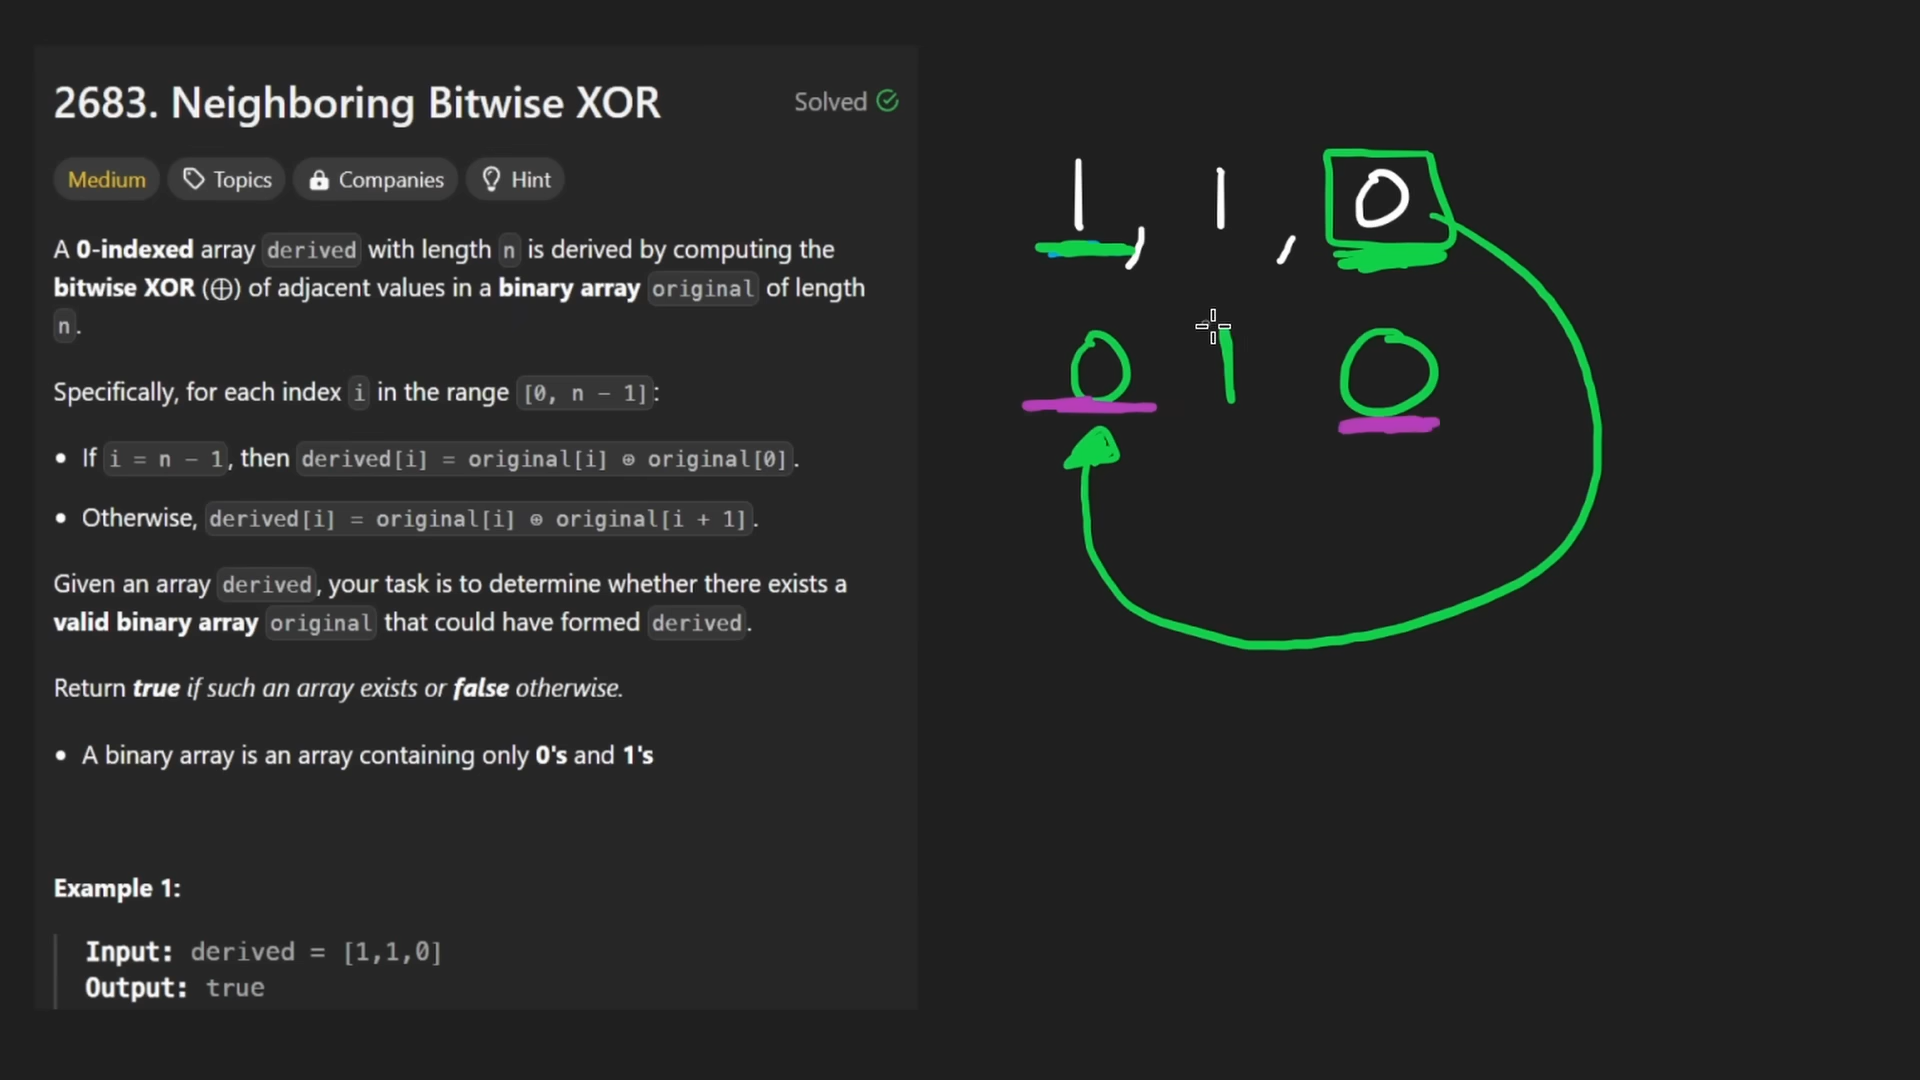 2683. Neighboring Bitwise XOR
Solved
Medium Topics Companies Hint
A 0-indexed array derived with length n is derived by computing the
bitwise XOR (⊕) of adjacent values in a binary array original of length
n.
Specifically, for each index i in the range [0, n - 1]:
• If i = n - 1, then derived[i] = original[i] ⊕ original[0].
• Otherwise, derived[i] = original[i] ⊕ original[i + 1].
Given an array derived, your task is to determine whether there exists a
valid binary array original that could have formed derived.
Return true if such an array exists or false otherwise.
• A binary array is an array containing only 0's and 1's
Example 1:
Input: derived = [1,1,0]
Output: true
1, 1, 0
0 1 0